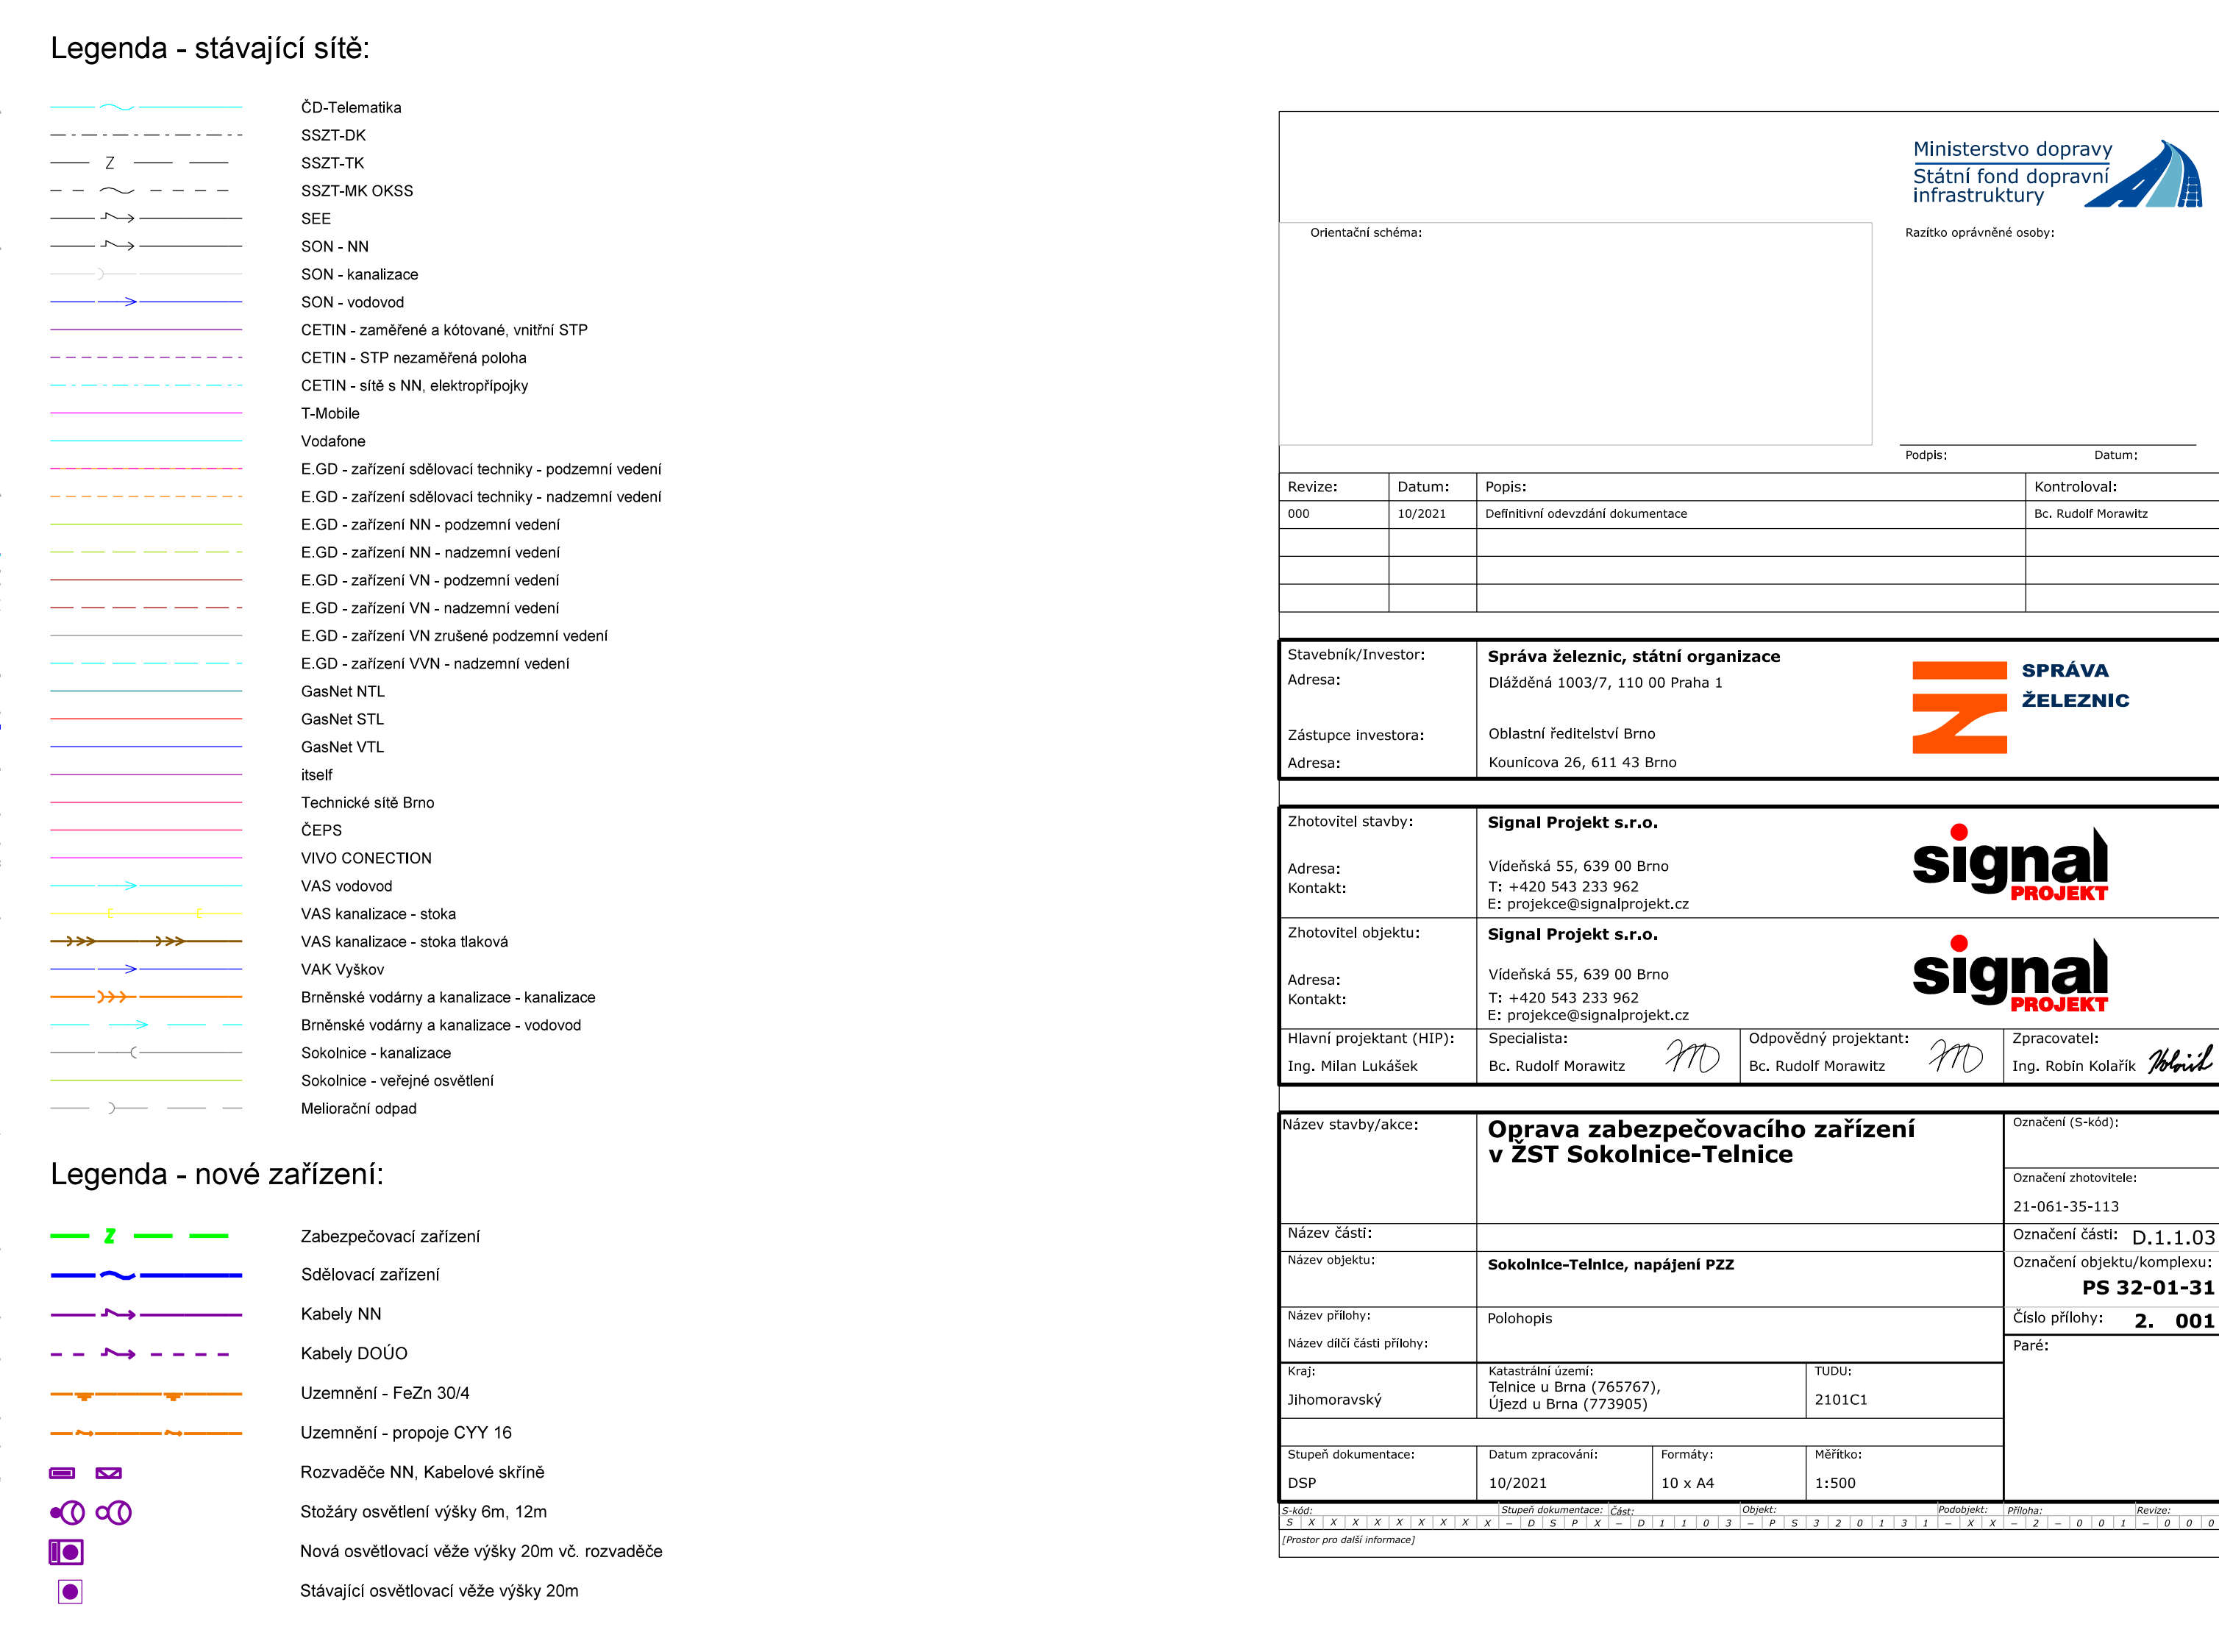 Legenda - stávající sítě:
ČD-Telematika
SSZT-DK
Z SSZT-TK
SSZT-MK OKSS
SEE
SON - NN
SON - kanalizace
SON - vodovod
CETIN - zaměřené a kótované, vnitřní STP
CETIN - STP nezaměřená poloha
CETIN - sítě s NN, elektropřípojky
T-Mobile
Vodafone
E.GD - zařízení sdělovací techniky - podzemní vedení
E.GD - zařízení sdělovací techniky - nadzemní vedení
E.GD - zařízení NN - podzemní vedení
E.GD - zařízení NN - nadzemní vedení
E.GD - zařízení VN - podzemní vedení
E.GD - zařízení VN - nadzemní vedení
E.GD - zařízení VN zrušené podzemní vedení
E.GD - zařízení VVN - nadzemní vedení
GasNet NTL
GasNet STL
GasNet VTL
itself
Technické sítě Brno
ČEPS
VIVO CONECTION
VAS vodovod
VAS kanalizace - stoka
VAS kanalizace - stoka tlaková
VAK Vyškov
Brněnské vodárny a kanalizace - kanalizace
Brněnské vodárny a kanalizace - vodovod
Sokolnice - kanalizace
Sokolnice - veřejné osvětlení
Meliorační odpad
Legenda - nové zařízení:
Z Zabezpečovací zařízení
Sdělovací zařízení
Kabely NN
Kabely DOÚO
Uzemnění - FeZn 30/4
Uzemnění - propoje CYY 16
Rozvaděče NN, Kabelové skříně
Stožáry osvětlení výšky 6m, 12m
Nová osvětlovací věže výšky 20m vč. rozvaděče
Stávající osvětlovací věže výšky 20m
Ministerstvo dopravy
Státní fond dopravní
infrastruktury
Orientační schéma: Razítko oprávněné osoby:
Podpis: Datum:
Revize: Datum: Popis: Kontroloval:
000 10/2021 Definitivní odevzdání dokumentace Bc. Rudolf Morawitz
Stavebník/Investor: Správa železnic, státní organizace
Adresa: Dlážděná 1003/7, 110 00 Praha 1
SPRÁVA
ŽELEZNIC
Zástupce investora: Oblastní ředitelství Brno
Adresa: Kounicova 26, 611 43 Brno
Zhotovitel stavby: Signal Projekt s.r.o.
Adresa: Vídeňská 55, 639 00 Brno
Kontakt: T: +420 543 233 962
E: projekce@signalprojekt.cz
signal
PROJEKT
Zhotovitel objektu: Signal Projekt s.r.o.
Adresa: Vídeňská 55, 639 00 Brno
Kontakt: T: +420 543 233 962
E: projekce@signalprojekt.cz
signal
PROJEKT
Hlavní projektant (HIP): Specialista: Odpovědný projektant: Zpracovatel:
Ing. Milan Lukášek Bc. Rudolf Morawitz Bc. Rudolf Morawitz Ing. Robin Kolařík
Název stavby/akce: Oprava zabezpečovacího zařízení
v ŽST Sokolnice-Telnice
Označení (S-kód):
Označení zhotovitele:
21-061-35-113
Název části: Označení části: D.1.1.03
Název objektu: Sokolnice-Telnice, napájení PZZ Označení objektu/komplexu:
PS 32-01-31
Název přílohy: Polohopis Číslo přílohy: 2. 001
Název dílčí části přílohy: Paré:
Kraj: Katastrální území: TUDU:
Jihomoravský Telnice u Brna (765767),
Újezd u Brna (773905) 2101C1
Stupeň dokumentace: Datum zpracování: Formáty: Měřítko:
DSP 10/2021 10 x A4 1:500
S-kód: Stupeň dokumentace: Část: Objekt: Podobjekt: Příloha: Revize:
S X X X X X X X X X – D S P X – D 1 1 0 3 – P S 3 2 0 1 3 1 – X X – 2 – 0 0 1 – 0 0 0
[Prostor pro další informace]